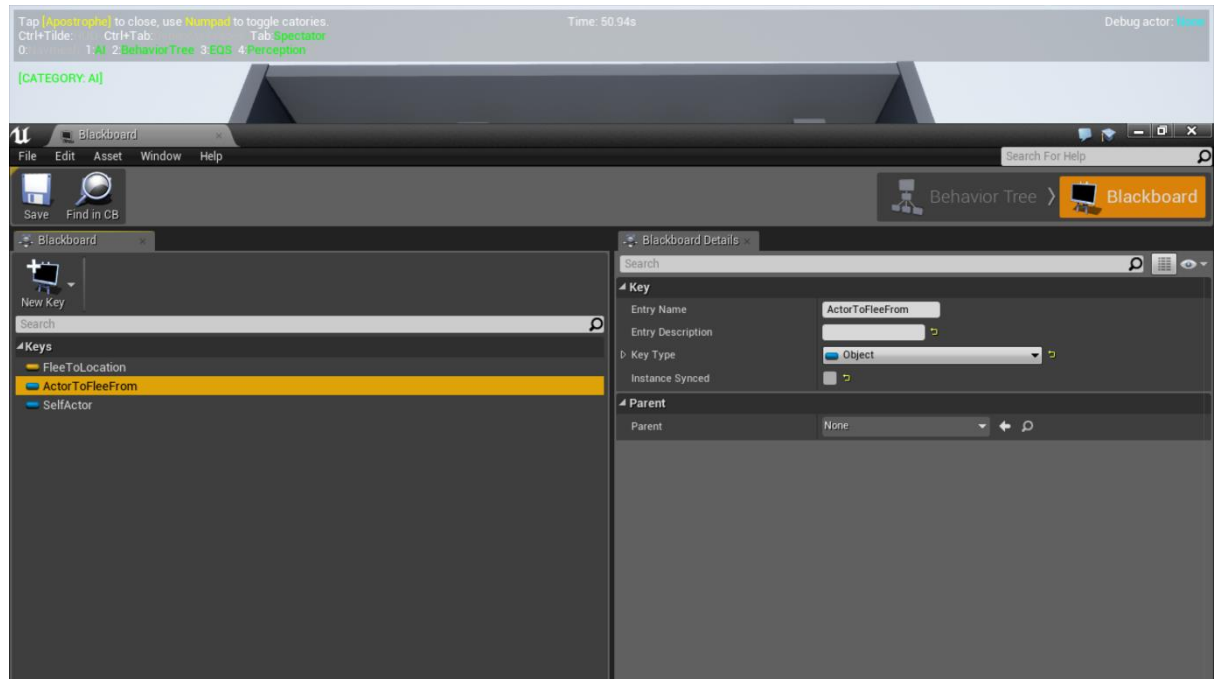 Tap [Apostrophe] to close, use Numpad to toggle catories.
Time: 50.94s
Debug actor: None
Ctrl+Tilde: Ctrl+Tab: Tab:Spectator
0: 1:AI 2:BehaviorTree 3:EQS 4:Perception
[CATEGORY: AI]
Blackboard
File Edit Asset Window Help
Search For Help
Save Find in CB
Behavior Tree Blackboard
Blackboard
Blackboard Details
New Key
Search
Search
Keys
FleeToLocation
ActorToFleeFrom
SelfActor
Key
Entry Name ActorToFleeFrom
Entry Description
Key Type Object
Instance Synced
Parent
Parent None